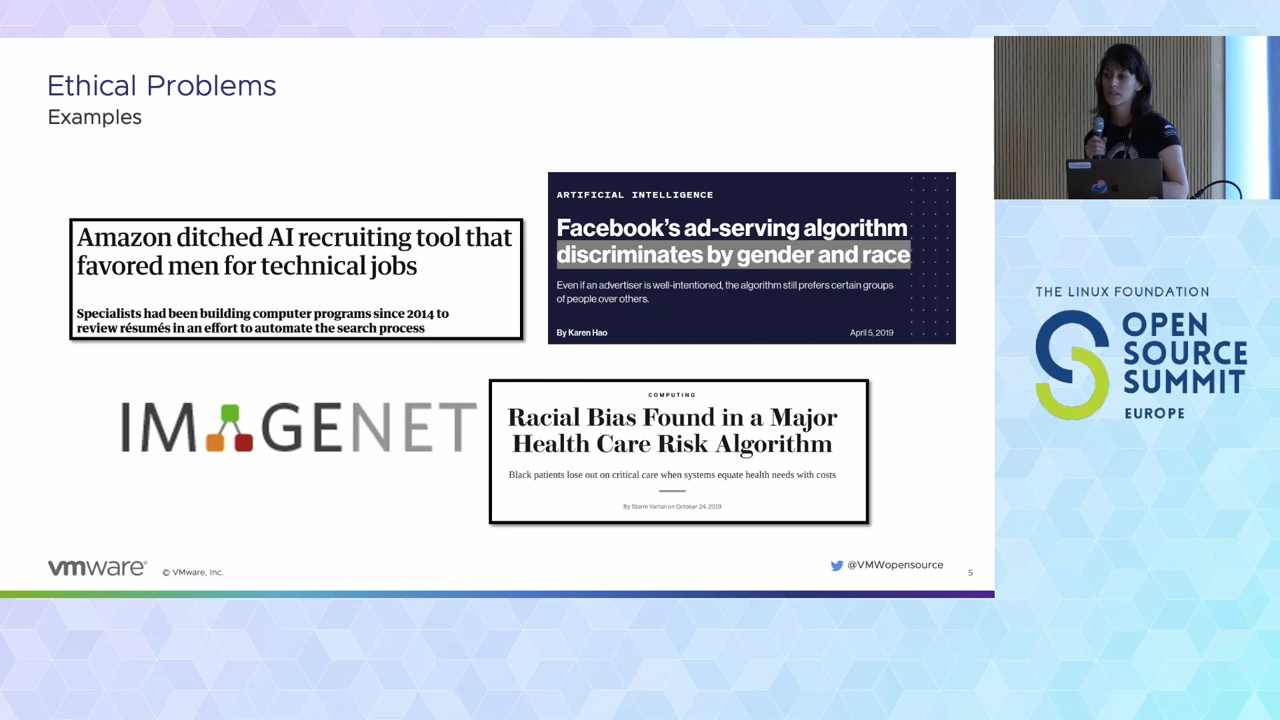 Ethical Problems
Examples
Amazon ditched AI recruiting tool that
favored men for technical jobs
Specialists had been building computer programs since 2014 to
review résumés in an effort to automate the search process
ARTIFICIAL INTELLIGENCE
Facebook's ad-serving algorithm
discriminates by gender and race
Even if an advertiser is well-intentioned, the algorithm still prefers certain groups
of people over others.
By Karen Hao
April 5, 2019
IMAGENET
COMPUTING
Racial Bias Found in a Major
Health Care Risk Algorithm
Black patients lose out on critical care when systems equate health needs with costs
By Starre Vartan on October 24, 2019
vmware®
© VMware, Inc.
@VMWopensource
5
THE LINUX FOUNDATION
OPEN
SOURCE
SUMMIT
EUROPE